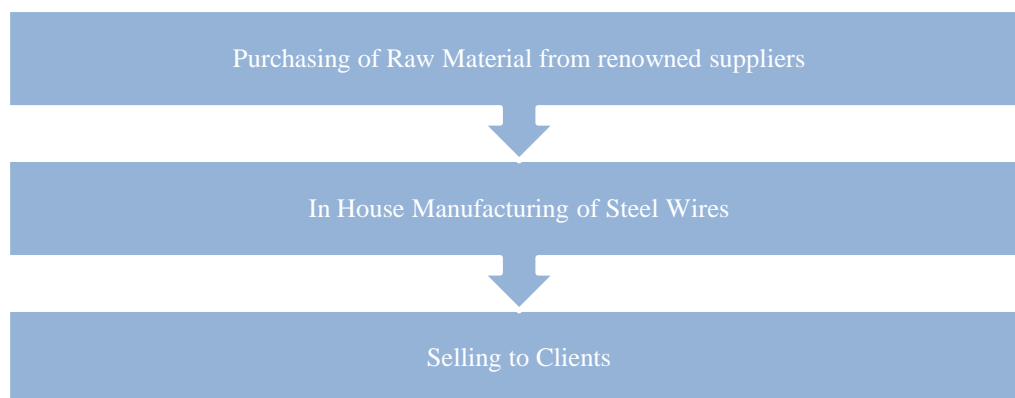 Purchasing of Raw Material from renowned suppliers
In House Manufacturing of Steel Wires
Selling to Clients